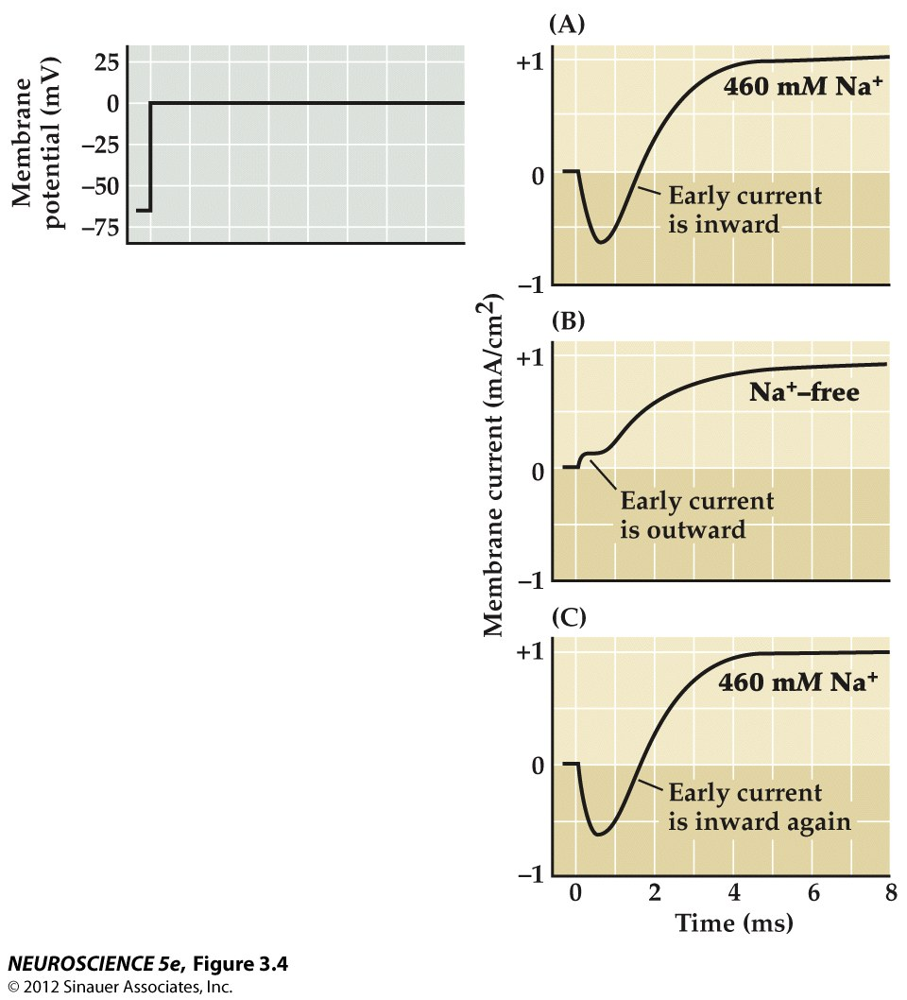 Membrane
potential (mV)
25
0
–25
–50
–75
(A)
+1
0
–1
460 mM Na⁺
Early current
is inward
Membrane current (mA/cm²)
(B)
+1
0
–1
Na⁺–free
Early current
is outward
(C)
+1
0
–1
460 mM Na⁺
Early current
is inward again
0 2 4 6 8
Time (ms)
NEUROSCIENCE 5e, Figure 3.4
© 2012 Sinauer Associates, Inc.